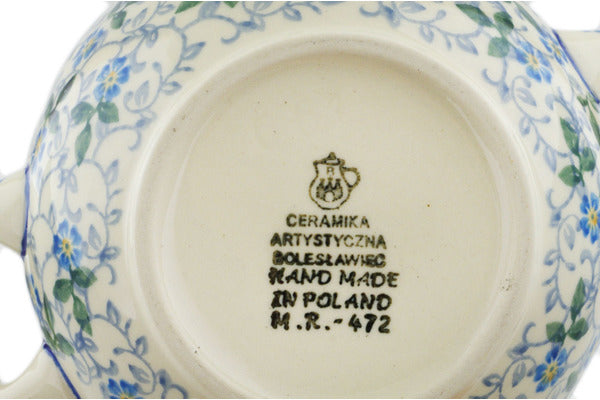 R
CERAMIKA
ARTYSTYCZNA
BOLESŁAWIEC
HAND MADE
IN POLAND
M.R.-472